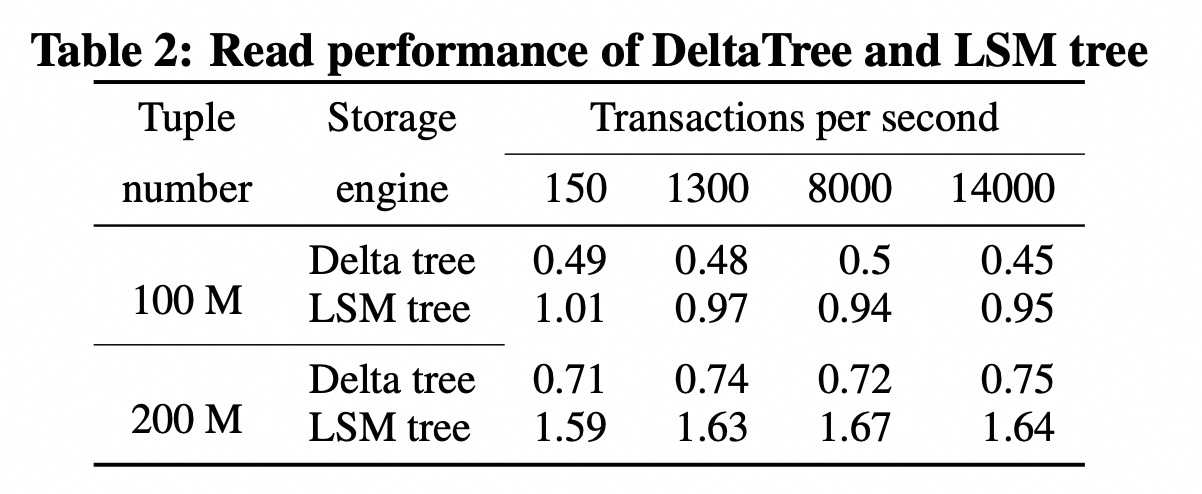 Table 2: Read performance of DeltaTree and LSM tree
Tuple Storage Transactions per second
number engine 150 1300 8000 14000
Delta tree 0.49 0.48 0.5 0.45
100 M
LSM tree 1.01 0.97 0.94 0.95
Delta tree 0.71 0.74 0.72 0.75
200 M
LSM tree 1.59 1.63 1.67 1.64